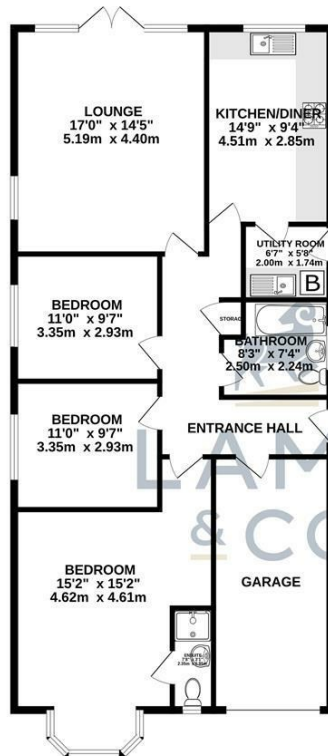 LOUNGE
17'0" x 14'5"
5.19m x 4.40m
KITCHEN/DINER
14'9" x 9'4"
4.51m x 2.85m
UTILITY ROOM
6'7" x 5'8"
2.00m x 1.74m
B
BEDROOM
11'0" x 9'7"
3.35m x 2.93m
STORAGE
BATHROOM
8'3" x 7'4"
2.50m x 2.24m
BEDROOM
11'0" x 9'7"
3.35m x 2.93m
ENTRANCE HALL
LAM
& CO
BEDROOM
15'2" x 15'2"
4.62m x 4.61m
GARAGE
ENSUITE